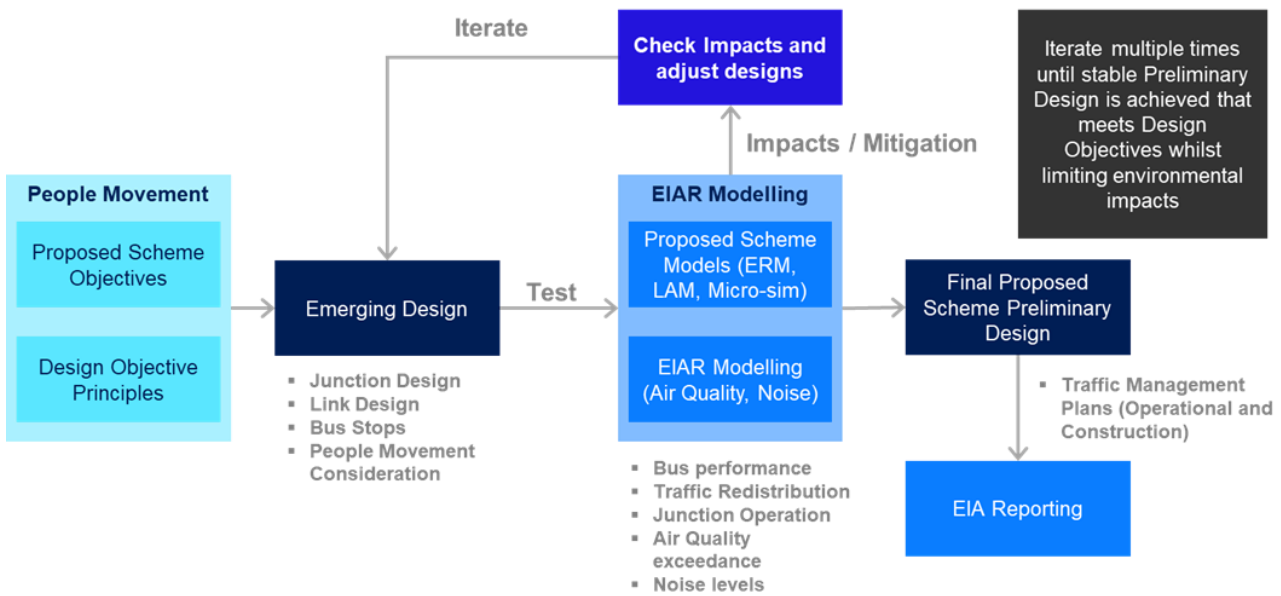 Iterate
Check Impacts and
adjust designs
Iterate multiple times
until stable Preliminary
Design is achieved that
meets Design
Objectives whilst
limiting environmental
impacts
Impacts / Mitigation
People Movement
Proposed Scheme
Objectives
Design Objective
Principles
Emerging Design
▪ Junction Design
▪ Link Design
▪ Bus Stops
▪ People Movement
Consideration
Test
EIAR Modelling
Proposed Scheme
Models (ERM,
LAM, Micro-sim)
EIAR Modelling
(Air Quality, Noise)
▪ Bus performance
▪ Traffic Redistribution
▪ Junction Operation
▪ Air Quality
exceedance
▪ Noise levels
Final Proposed
Scheme Preliminary
Design
▪ Traffic Management
Plans (Operational and
Construction)
EIA Reporting